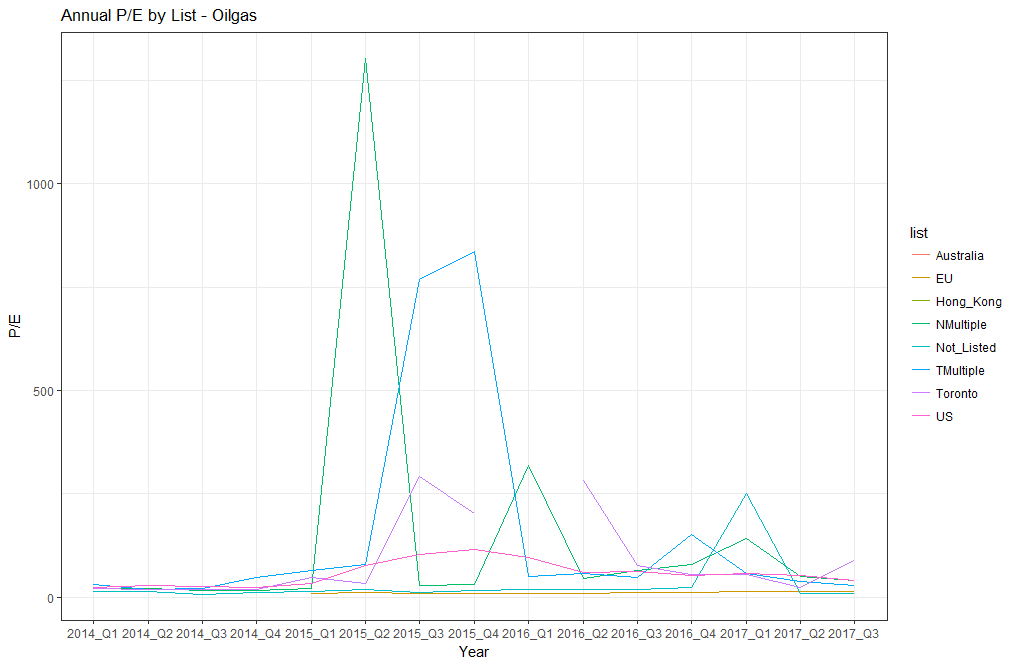 Annual P/E by List - Oilgas
1000
500
0
P/E
2014_Q1 2014_Q2 2014_Q3 2014_Q4 2015_Q1 2015_Q2 2015_Q3 2015_Q4 2016_Q1 2016_Q2 2016_Q3 2016_Q4 2017_Q1 2017_Q2 2017_Q3
Year
list
Australia
EU
Hong_Kong
NMultiple
Not_Listed
TMultiple
Toronto
US